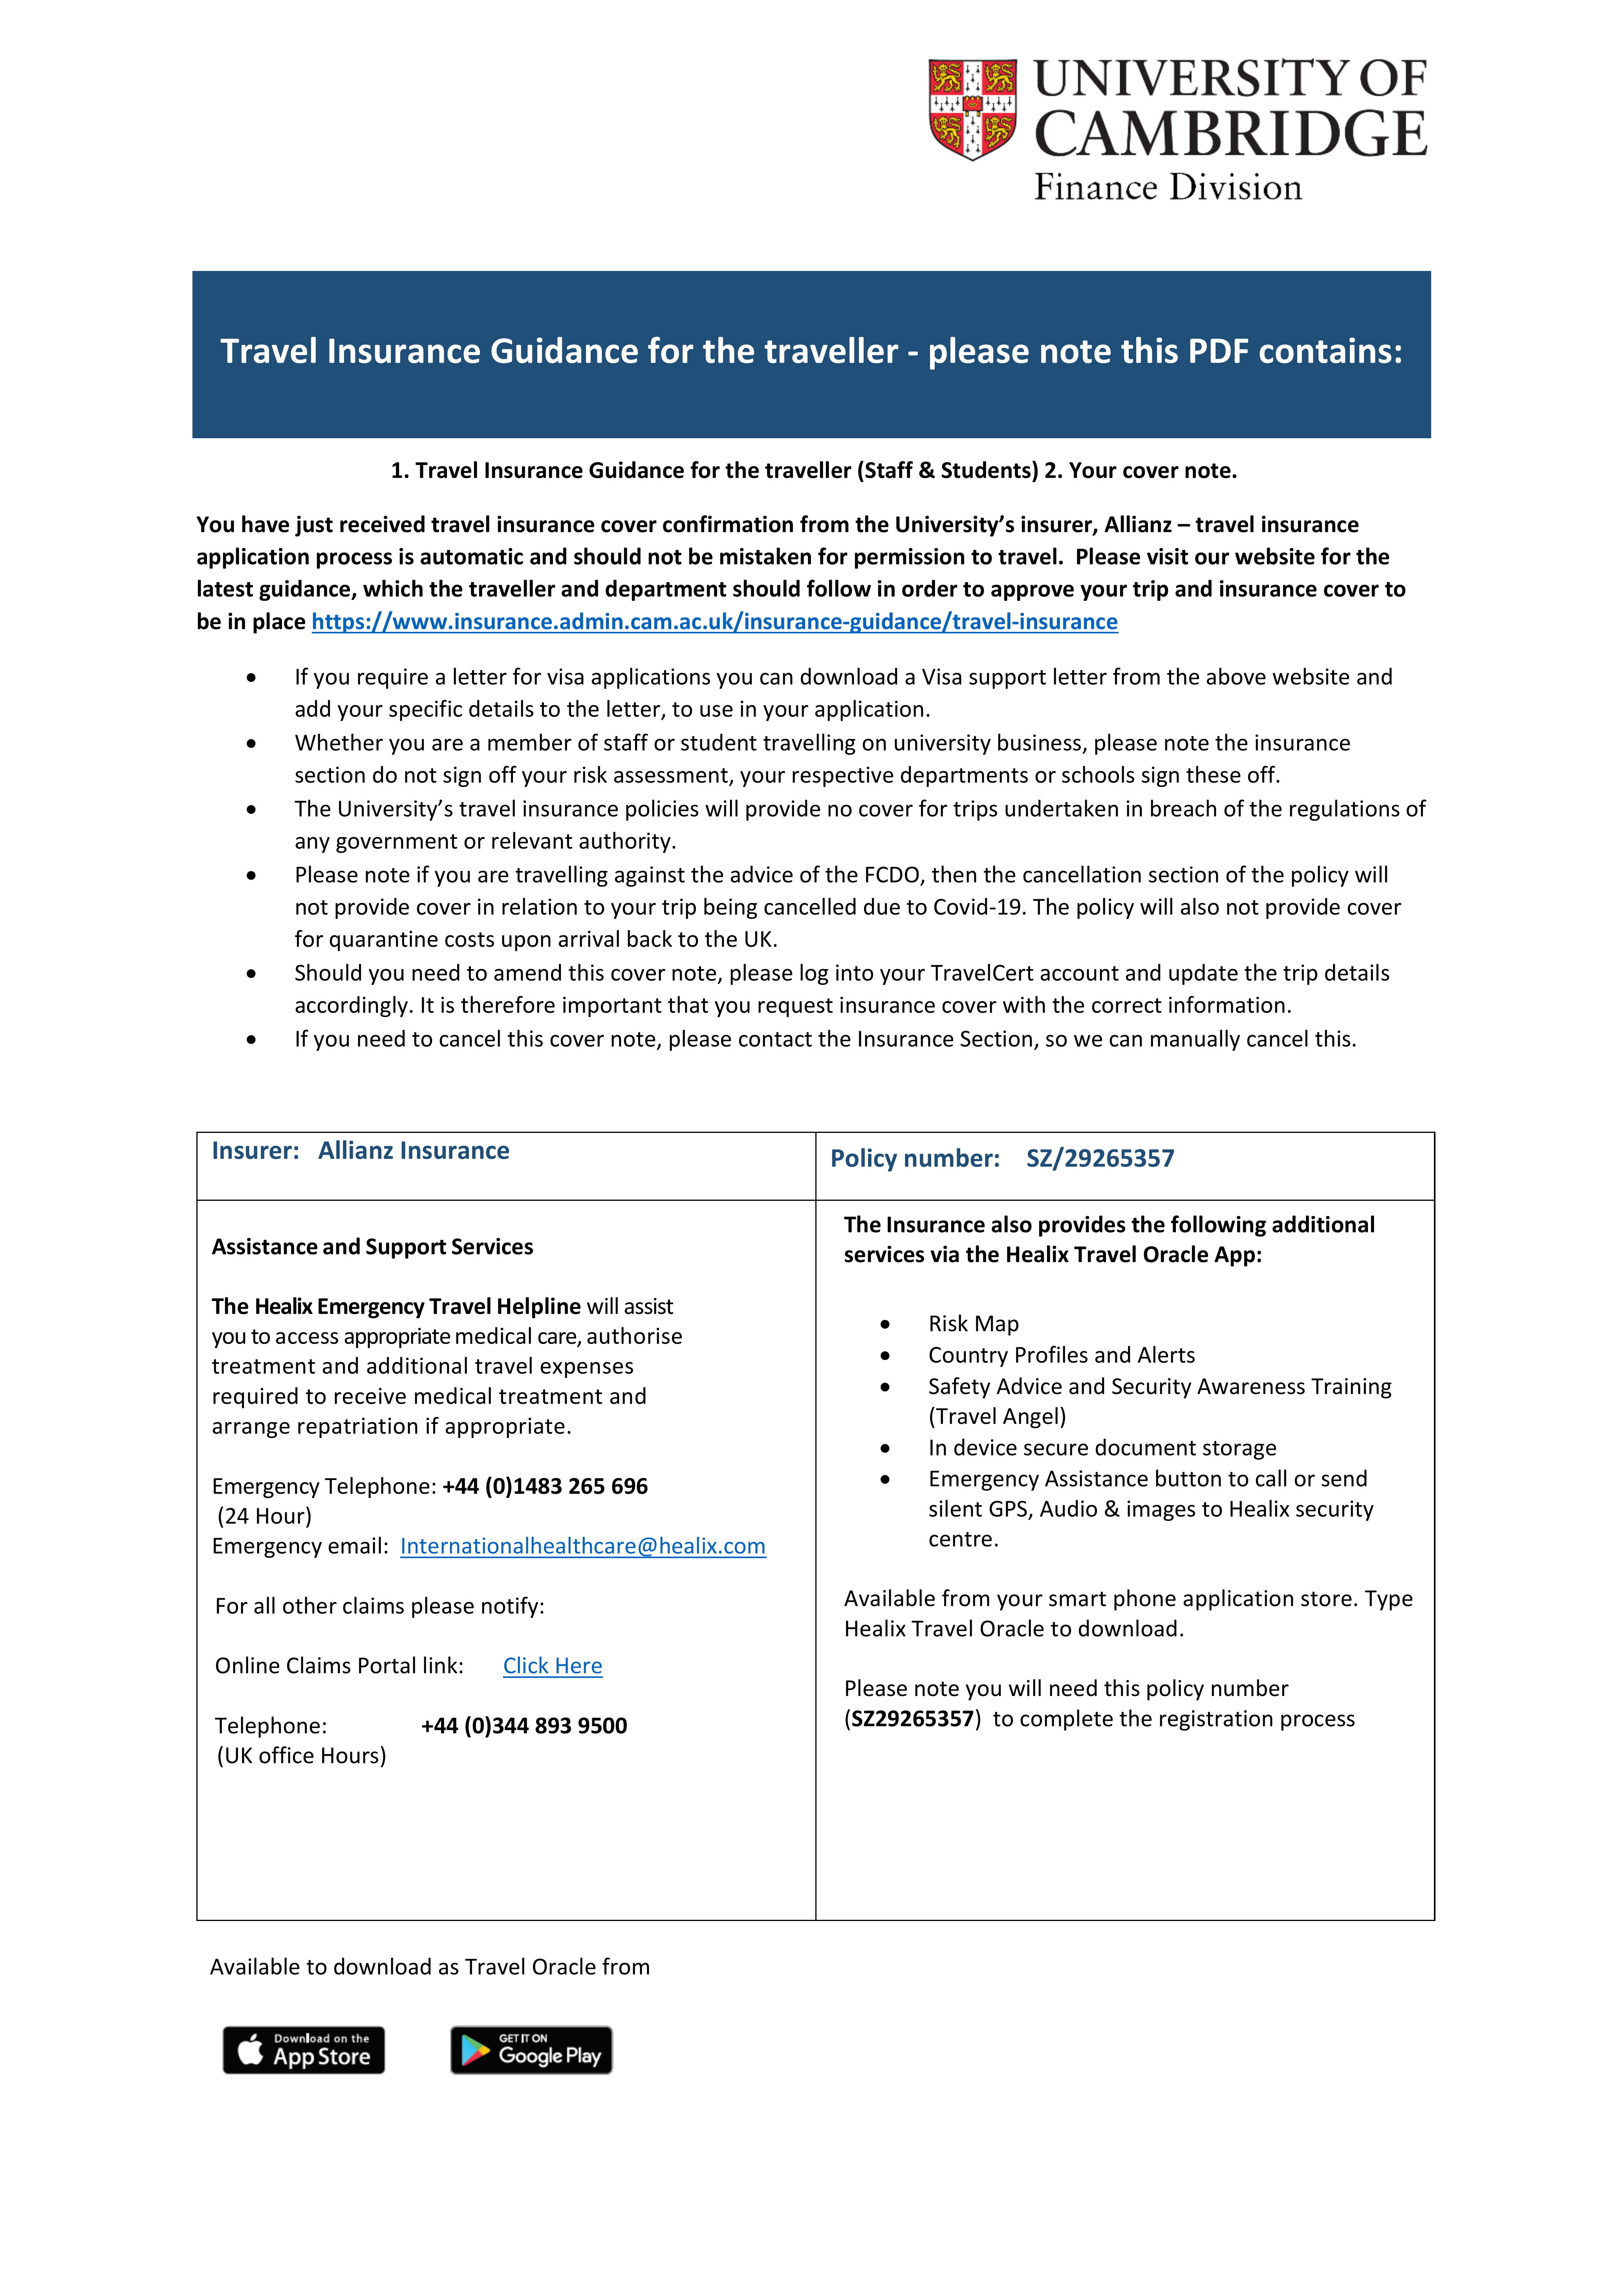 UNIVERSITY OF
CAMBRIDGE
Finance Division
Travel Insurance Guidance for the traveller - please note this PDF contains:
1. Travel Insurance Guidance for the traveller (Staff & Students) 2. Your cover note.
You have just received travel insurance cover confirmation from the University’s insurer, Allianz – travel insurance
application process is automatic and should not be mistaken for permission to travel.  Please visit our website for the
latest guidance, which the traveller and department should follow in order to approve your trip and insurance cover to
be in place https://www.insurance.admin.cam.ac.uk/insurance-guidance/travel-insurance
• If you require a letter for visa applications you can download a Visa support letter from the above website and
add your specific details to the letter, to use in your application.
• Whether you are a member of staff or student travelling on university business, please note the insurance
section do not sign off your risk assessment, your respective departments or schools sign these off.
• The University’s travel insurance policies will provide no cover for trips undertaken in breach of the regulations of
any government or relevant authority.
• Please note if you are travelling against the advice of the FCDO, then the cancellation section of the policy will
not provide cover in relation to your trip being cancelled due to Covid-19. The policy will also not provide cover
for quarantine costs upon arrival back to the UK.
• Should you need to amend this cover note, please log into your TravelCert account and update the trip details
accordingly. It is therefore important that you request insurance cover with the correct information.
• If you need to cancel this cover note, please contact the Insurance Section, so we can manually cancel this.
Insurer: Allianz Insurance
Policy number: SZ/29265357
Assistance and Support Services
The Healix Emergency Travel Helpline will assist
you to access appropriate medical care, authorise
treatment and additional travel expenses
required to receive medical treatment and
arrange repatriation if appropriate.
Emergency Telephone: +44 (0)1483 265 696
(24 Hour)
Emergency email: Internationalhealthcare@healix.com
For all other claims please notify:
Online Claims Portal link: Click Here
Telephone: +44 (0)344 893 9500
(UK office Hours)
The Insurance also provides the following additional
services via the Healix Travel Oracle App:
• Risk Map
• Country Profiles and Alerts
• Safety Advice and Security Awareness Training
(Travel Angel)
• In device secure document storage
• Emergency Assistance button to call or send
silent GPS, Audio & images to Healix security
centre.
Available from your smart phone application store. Type
Healix Travel Oracle to download.
Please note you will need this policy number
(SZ29265357) to complete the registration process
Available to download as Travel Oracle from
Download on the
App Store
GET IT ON
Google Play